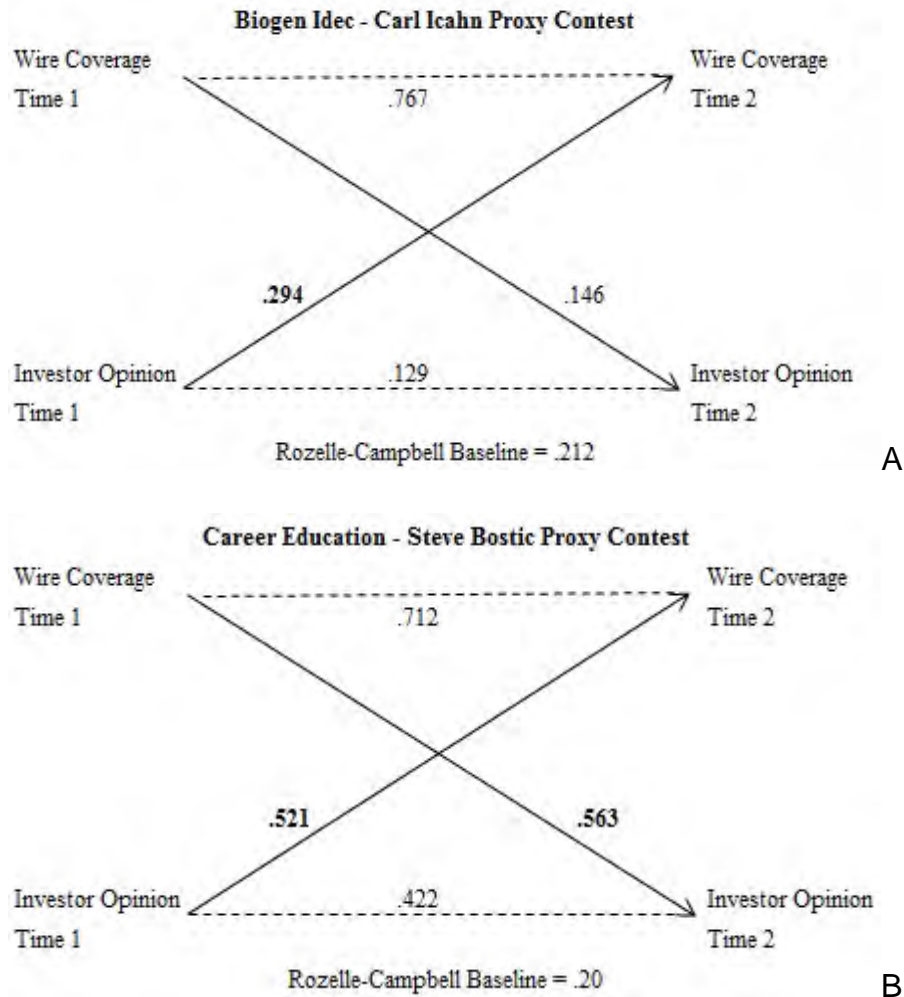 Biogen Idec - Carl Icahn Proxy Contest
Wire Coverage
Time 1
Wire Coverage
Time 2
.767
.294
.146
Investor Opinion
Time 1
.129
Investor Opinion
Time 2
Rozelle-Campbell Baseline = .212
A
Career Education - Steve Bostic Proxy Contest
Wire Coverage
Time 1
Wire Coverage
Time 2
.712
.521
.563
Investor Opinion
Time 1
.422
Investor Opinion
Time 2
Rozelle-Campbell Baseline = .20
B